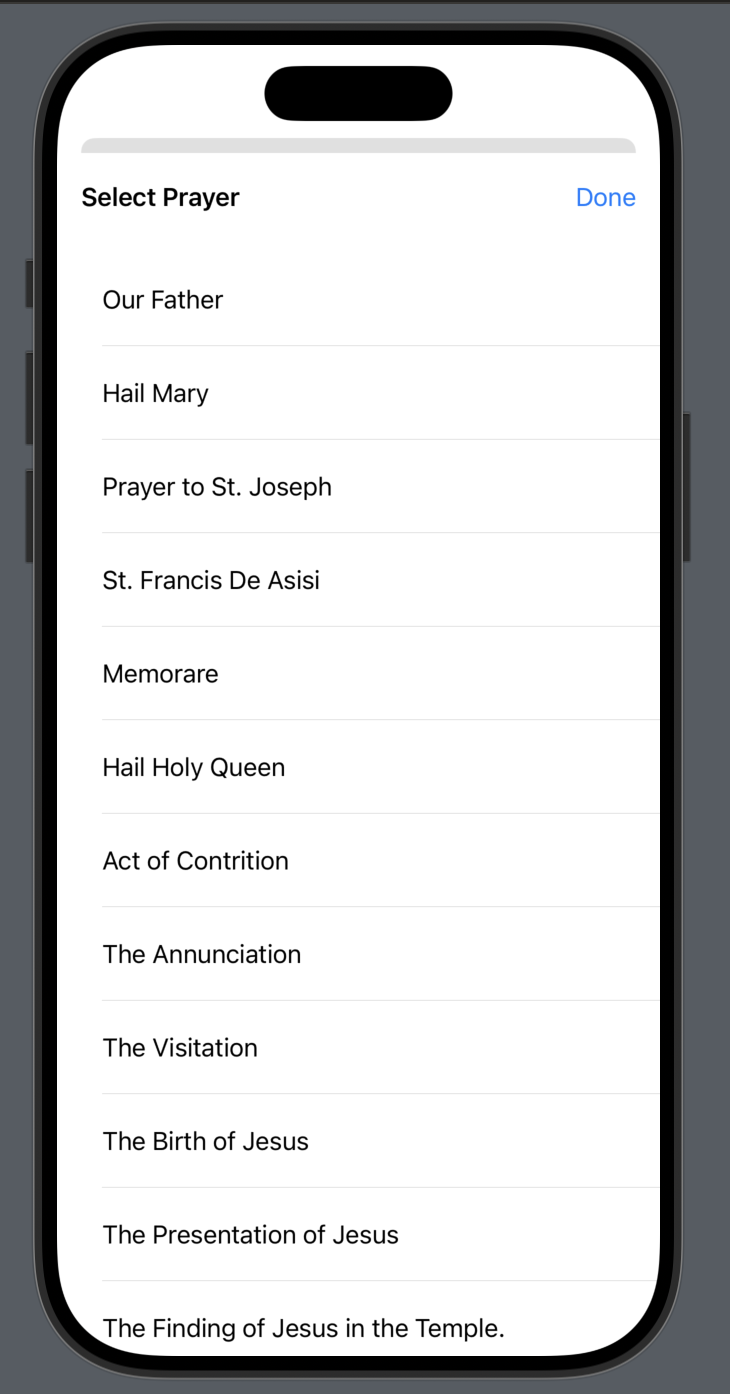 Select Prayer
Done
Our Father
Hail Mary
Prayer to St. Joseph
St. Francis De Asisi
Memorare
Hail Holy Queen
Act of Contrition
The Annunciation
The Visitation
The Birth of Jesus
The Presentation of Jesus
The Finding of Jesus in the Temple.